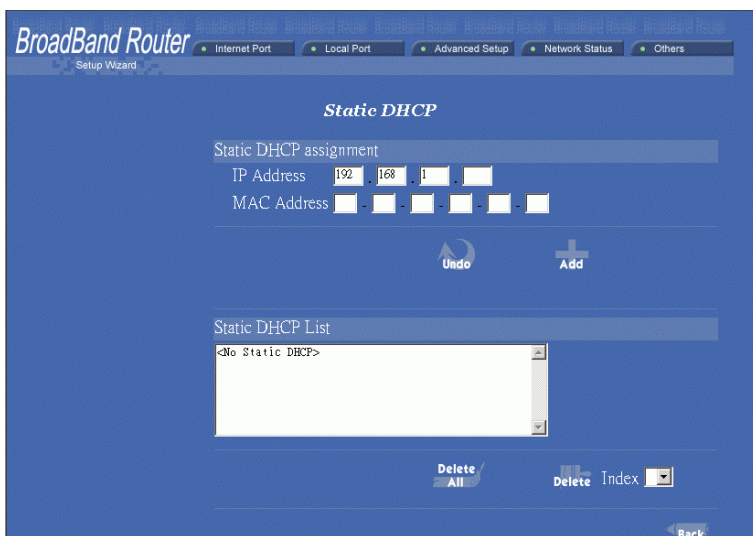 BroadBand Router
Setup Wizard
Internet Port
Local Port
Advanced Setup
Network Status
Others
Static DHCP
Static DHCP assignment
IP Address 192 . 168 . 1 .
MAC Address - - - - -
Undo
Add
Static DHCP List
<No Static DHCP>
Delete All
Delete Index
Back